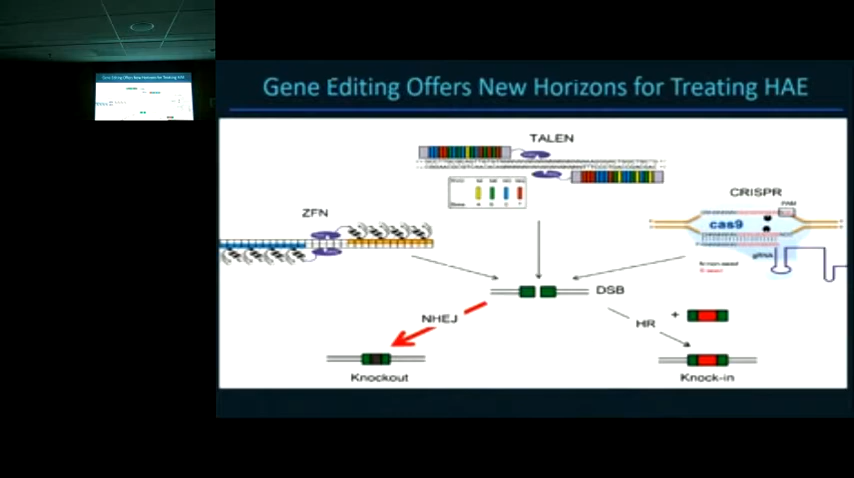 Gene Editing Offers New Horizons for Treating HAE
TALEN
CRISPR
PAM
cas9
gRNA
ZFN
DSB
NHEJ
HR
+
Knockout
Knock-in